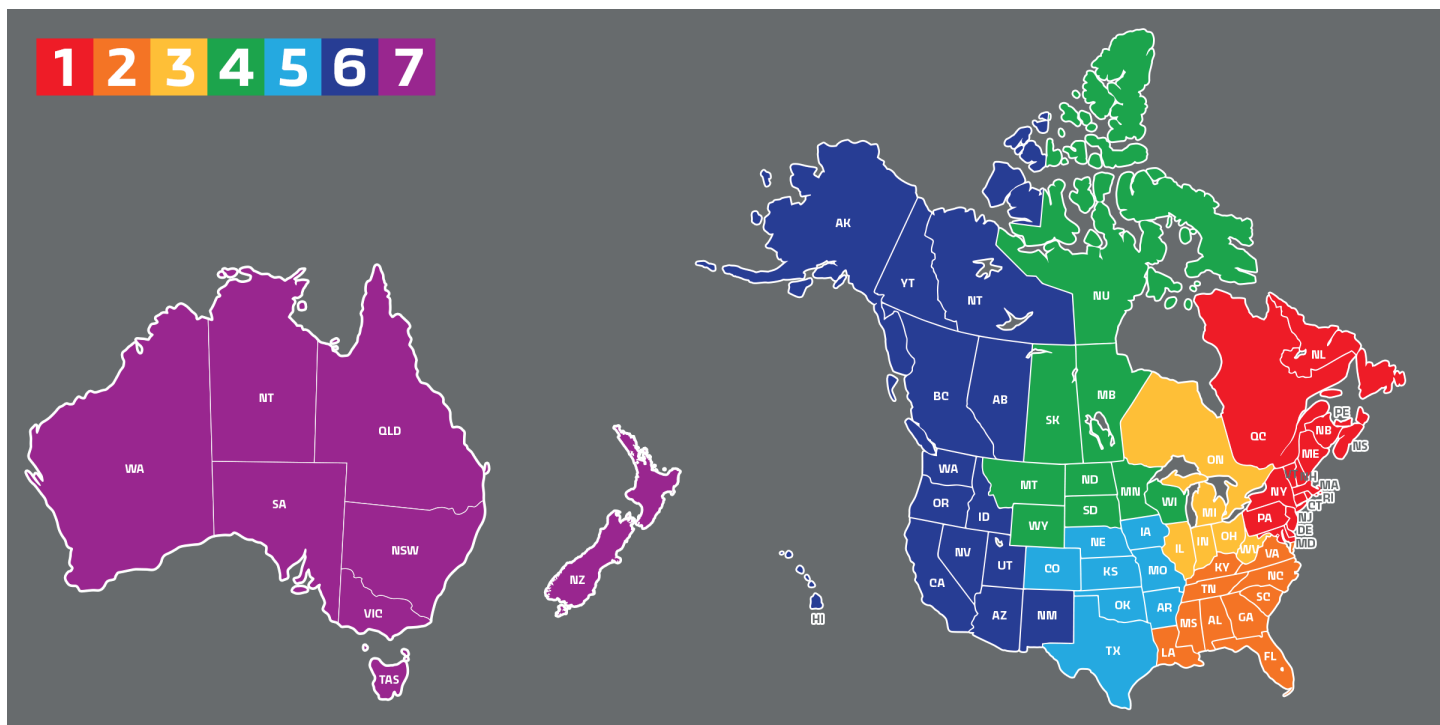 1 2 3 4 5 6 7
AK
YT
NT
NU
NL
BC
AB
SK
MB
ON
QC
PE
NB
NS
ME
NT
QLD
WA
SA
NSW
VIC
TAS
NZ
HI
WA
OR
ID
MT
ND
MN
SD
WY
WI
MI
NY
MA
RI
CT
PA
NJ
DE
MD
CA
NV
UT
CO
NE
IA
IL
IN
OH
WV
VA
KS
MO
KY
AZ
NM
OK
AR
TN
NC
SC
TX
LA
MS
AL
GA
FL